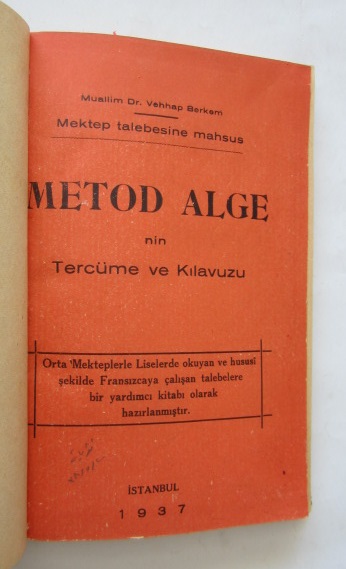 Muallim Dr. Vehhap Berkem
Mektep talebesine mahsus
METOD ALGE
nin
Tercüme ve Kılavuzu
Orta Mekteplerle Liselerde okuyan ve hususî
şekilde Fransızcaya çalışan talebelere
bir yardımcı kitabı olarak
hazırlanmıştır.
İSTANBUL
1937